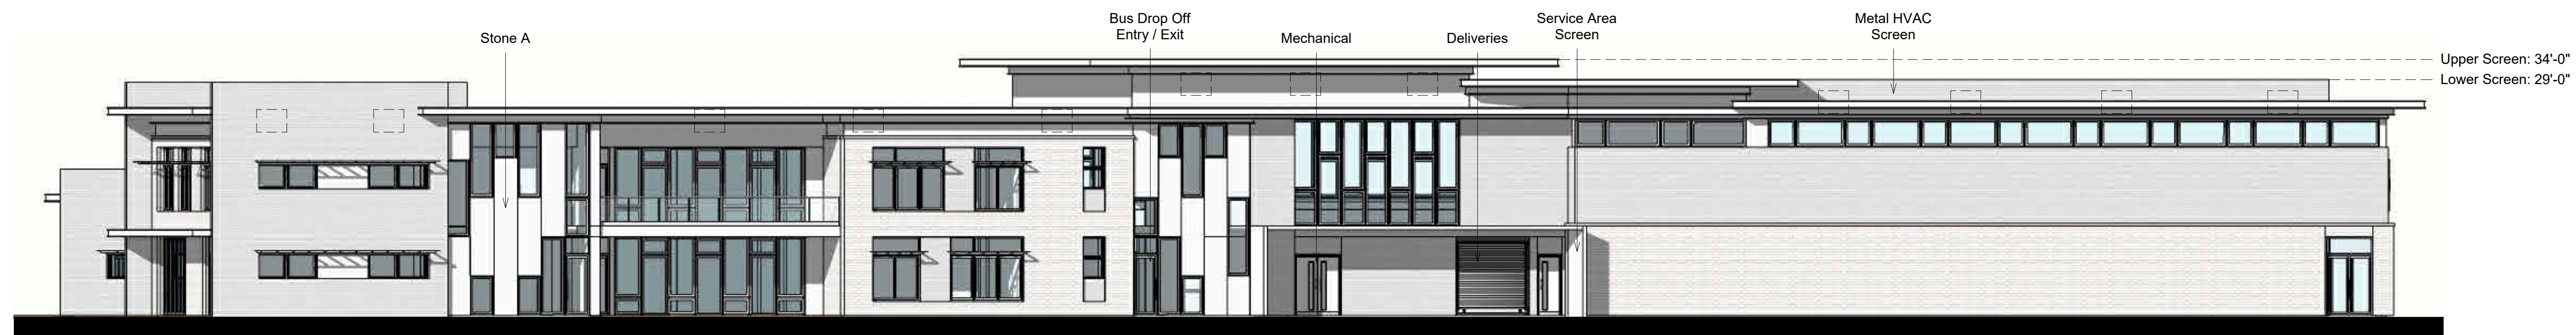 Stone A
Bus Drop Off
Entry / Exit
Mechanical
Deliveries
Service Area
Screen
Metal HVAC
Screen
Upper Screen: 34'-0"
Lower Screen: 29'-0"